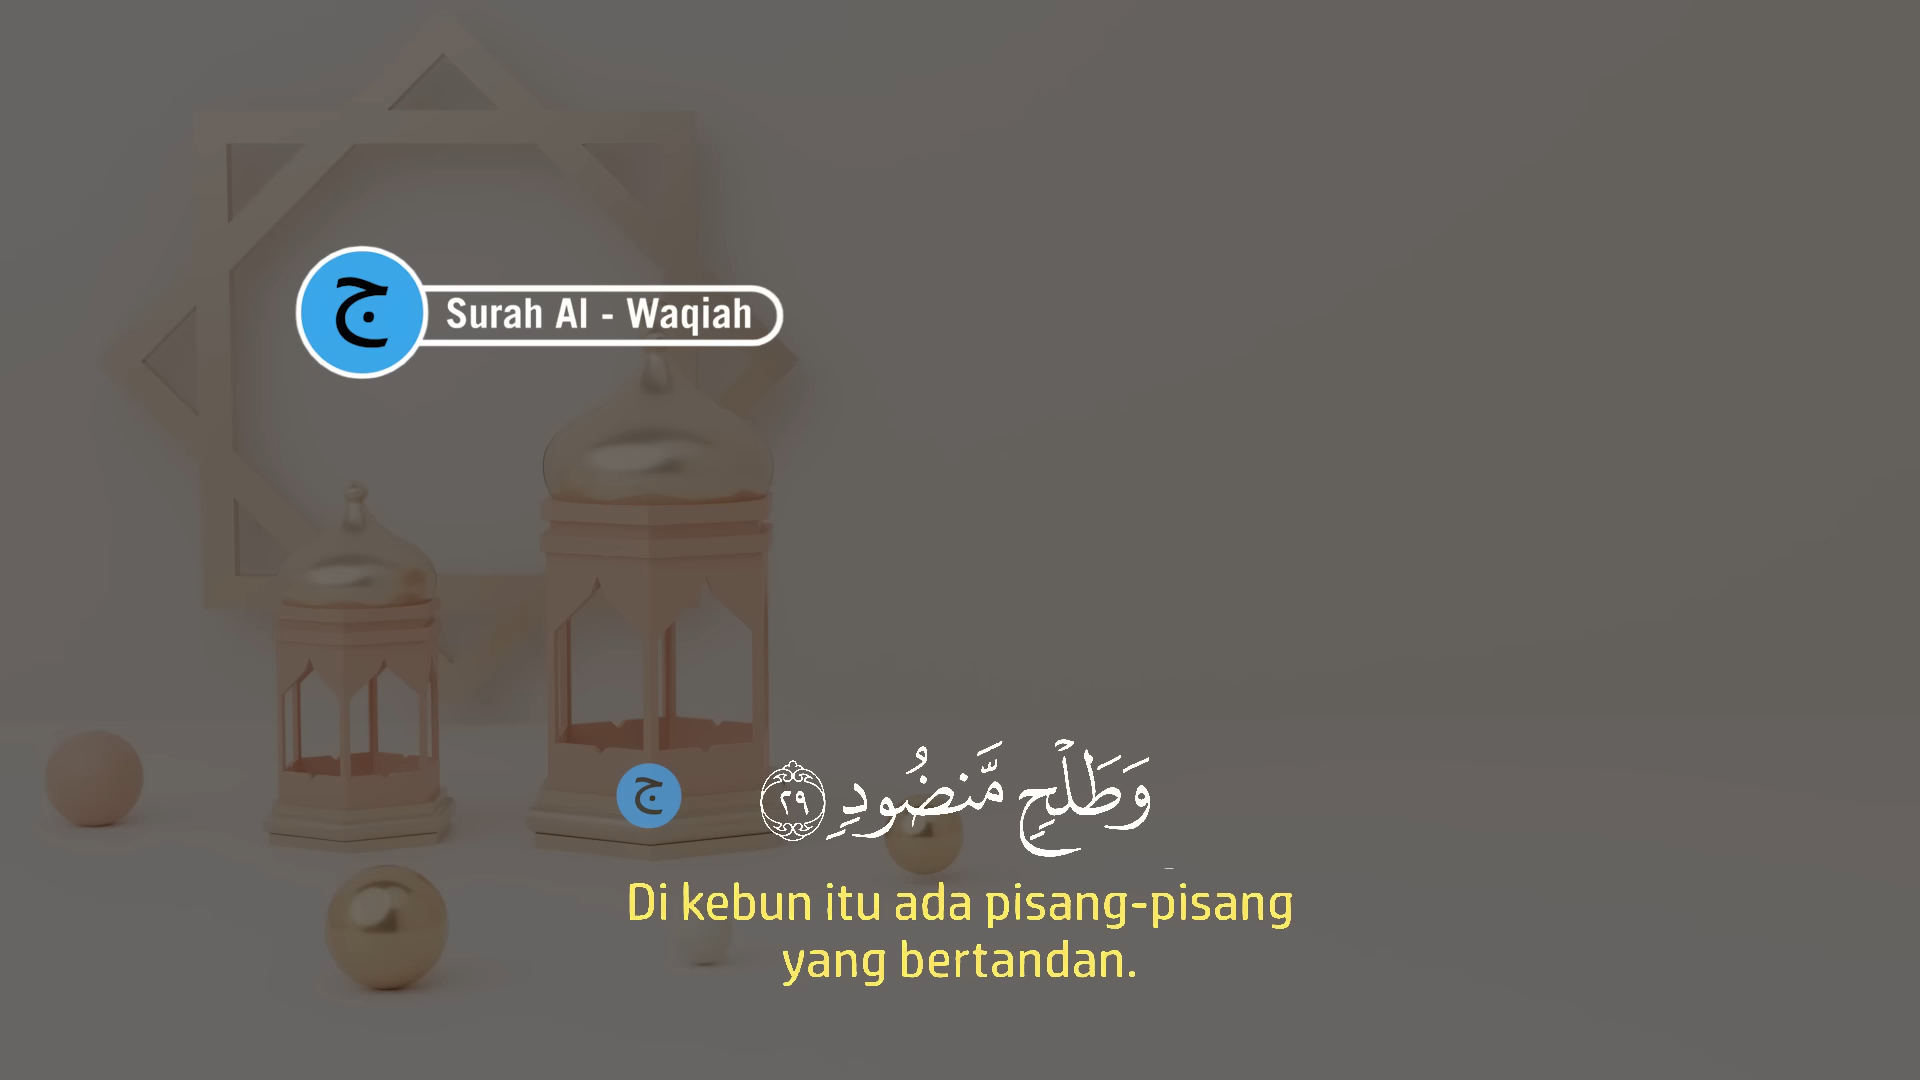 ج
Surah Al - Waqiah
ج
وَطَلْحٍ مَّنضُودٍ ٢٩
Di kebun itu ada pisang-pisang
yang bertandan.